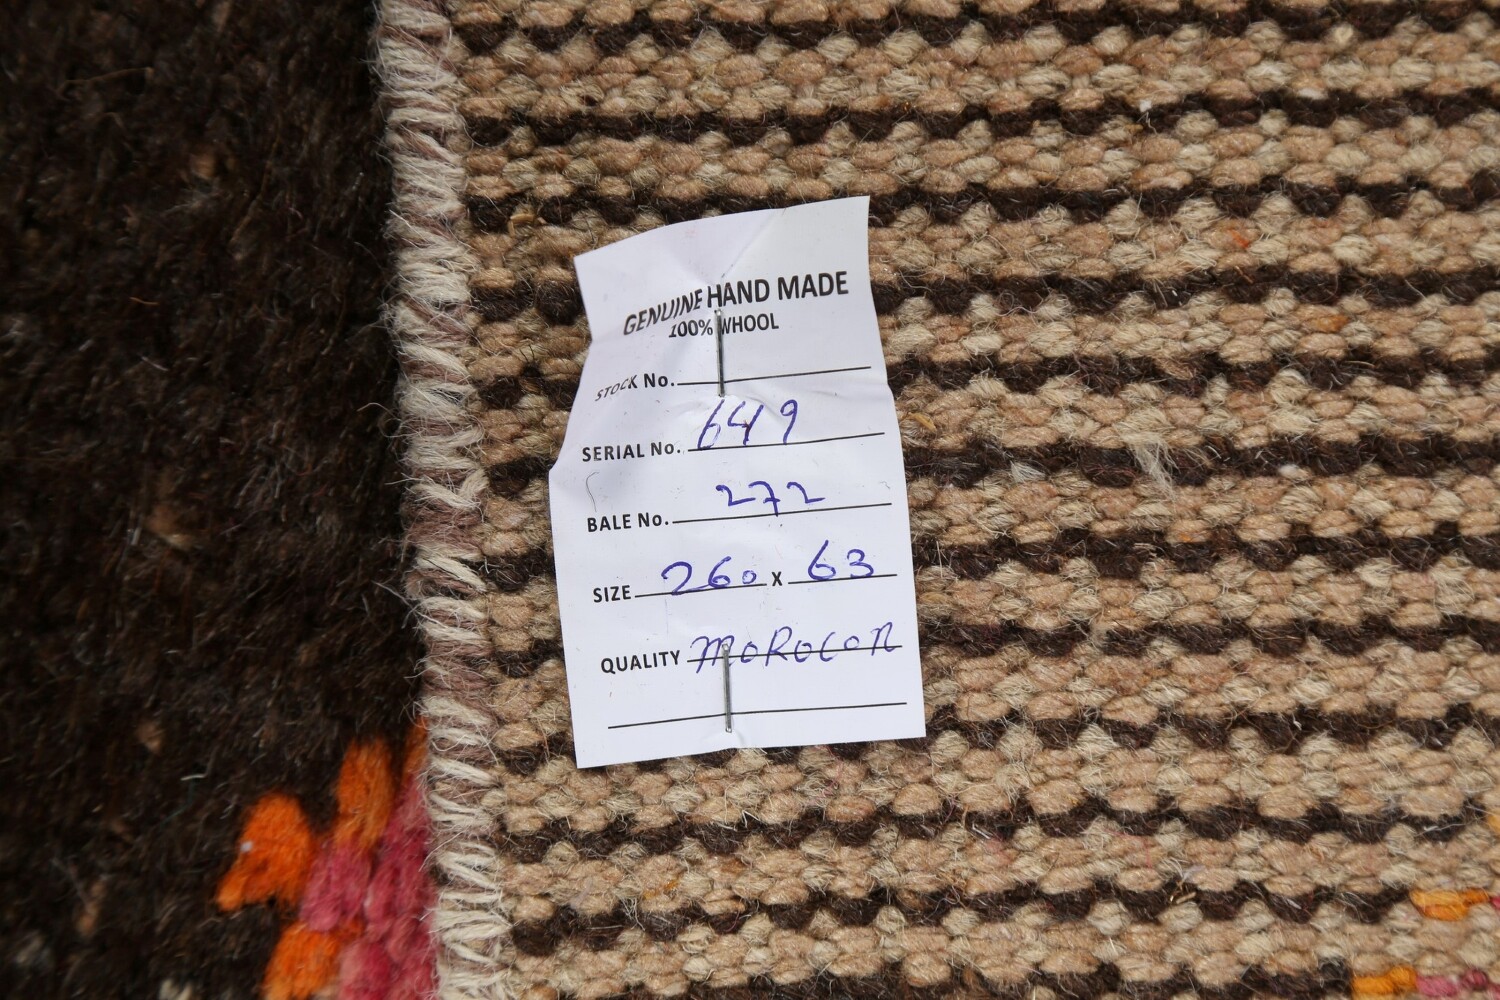 GENUINE HAND MADE
100% WHOOL
STOCK No.
SERIAL No. 649
BALE No. 272
SIZE 260 x 63
QUALITY MOROCON